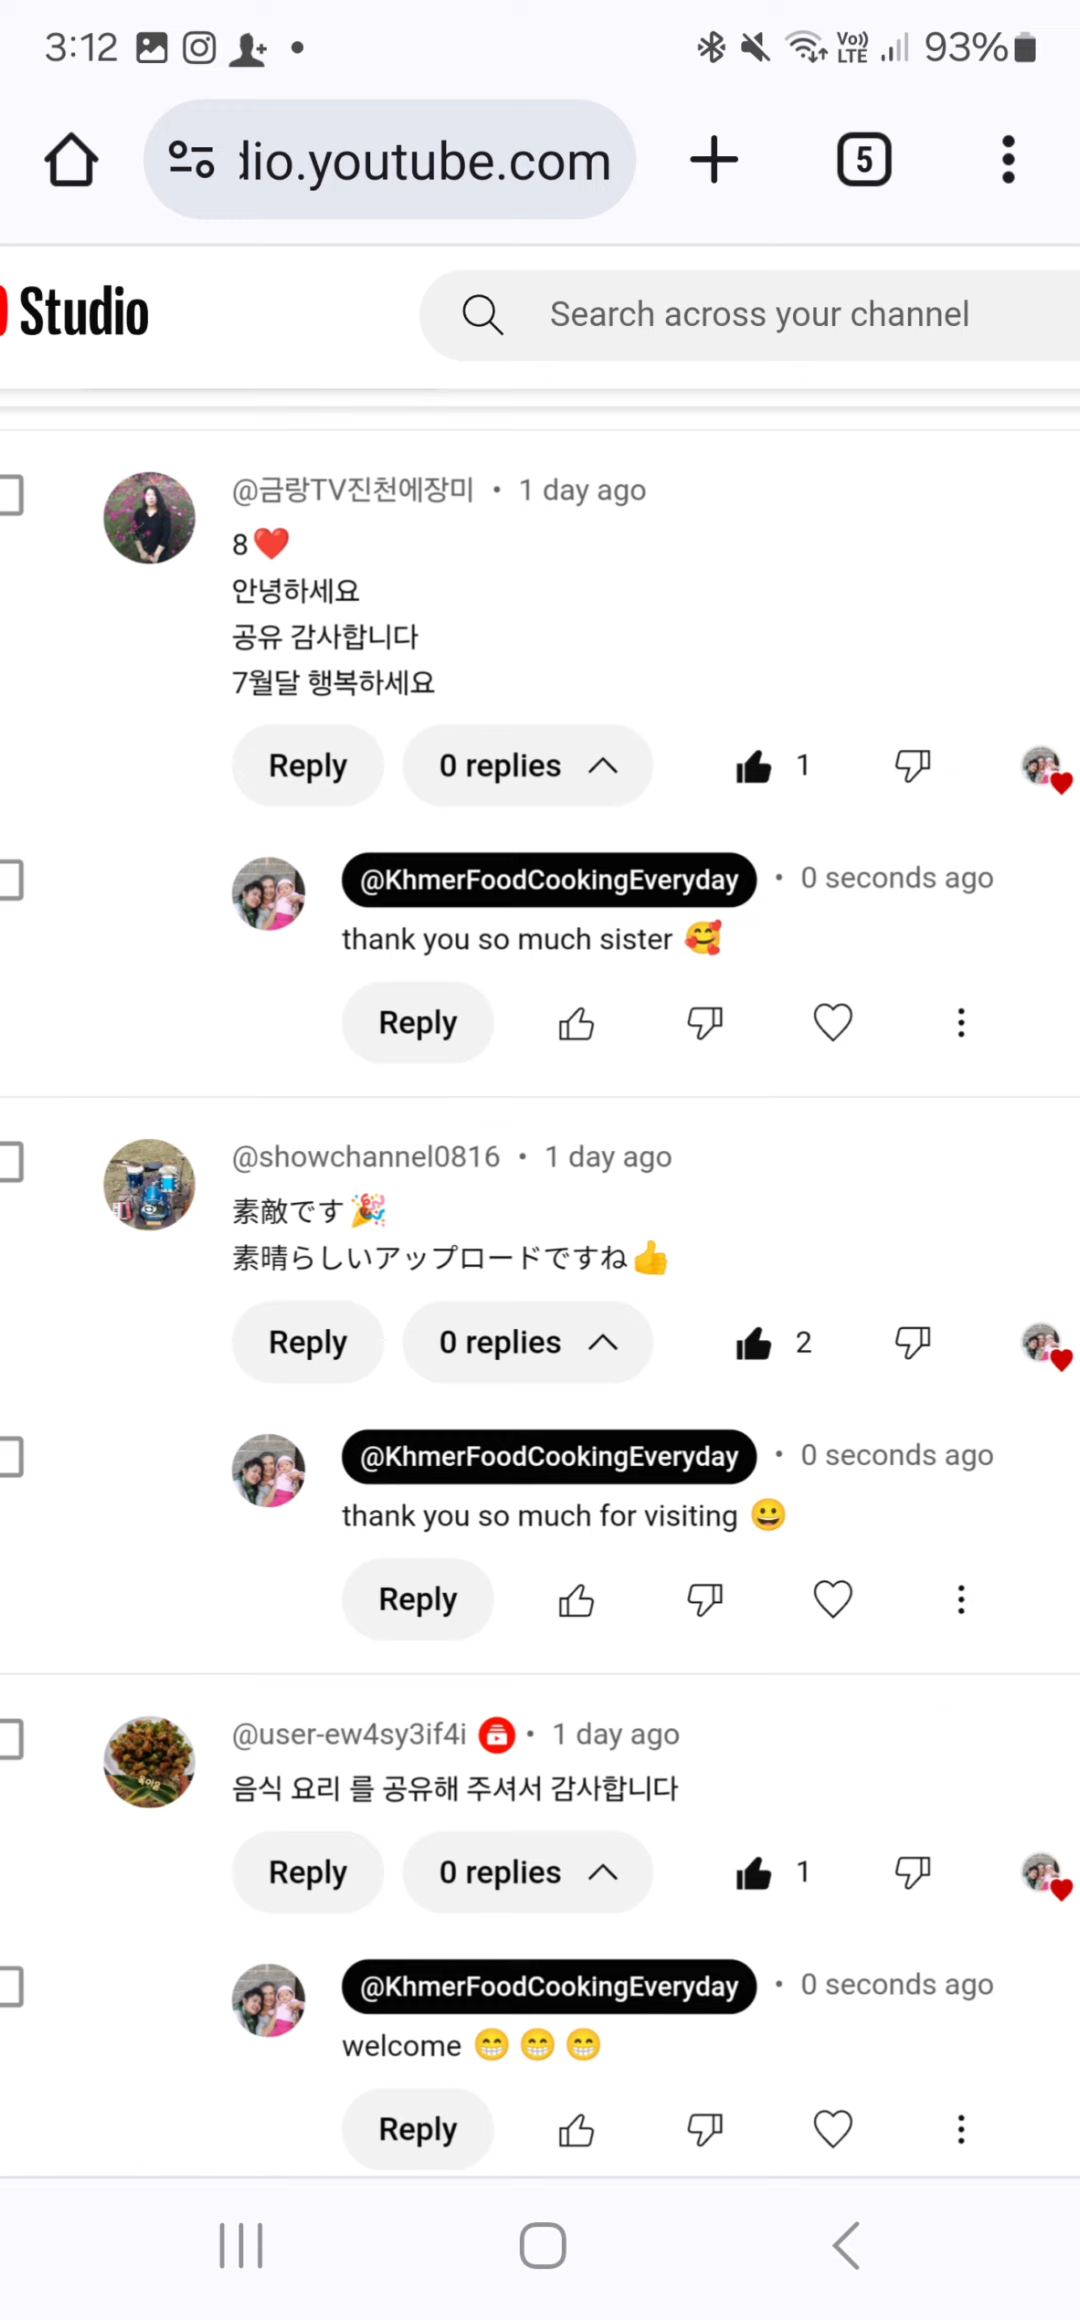 3:12
Vo)) LTE
93%
dio.youtube.com
5
Studio
Search across your channel
@금랑TV진천에장미 • 1 day ago
8❤️
안녕하세요
공유 감사합니다
7월달 행복하세요
Reply
0 replies
1
@KhmerFoodCookingEveryday • 0 seconds ago
thank you so much sister 🥰
Reply
@showchannel0816 • 1 day ago
素敵です🎉
素晴らしいアップロードですね👍
Reply
0 replies
2
@KhmerFoodCookingEveryday • 0 seconds ago
thank you so much for visiting 😀
Reply
@user-ew4sy3if4i • 1 day ago
음식 요리 를 공유해 주셔서 감사합니다
Reply
0 replies
1
@KhmerFoodCookingEveryday • 0 seconds ago
welcome 😁 😁 😁
Reply